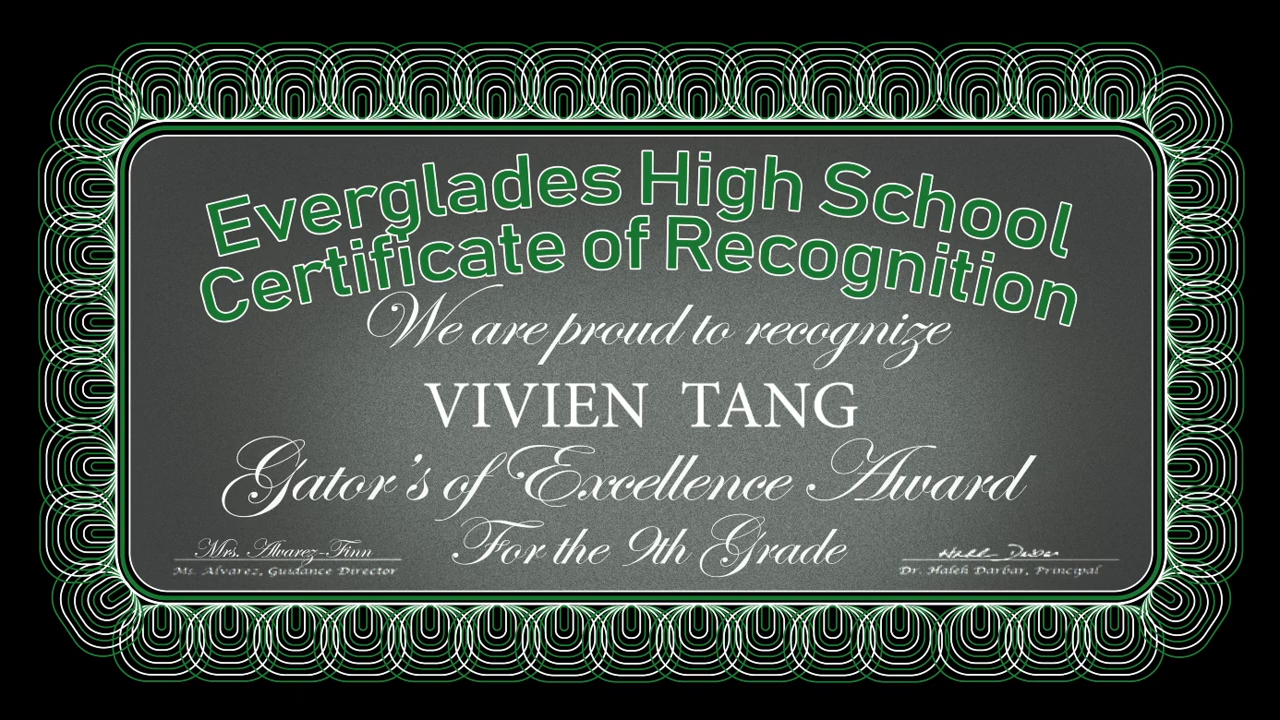 Everglades High School
Certificate of Recognition
We are proud to recognize
VIVIEN TANG
Gator's of Excellence Award
For the 9th Grade
Mrs. Alvarez-Finn
Ms. Alvarez, Guidance Director
Dr. Haleh Darbar, Principal